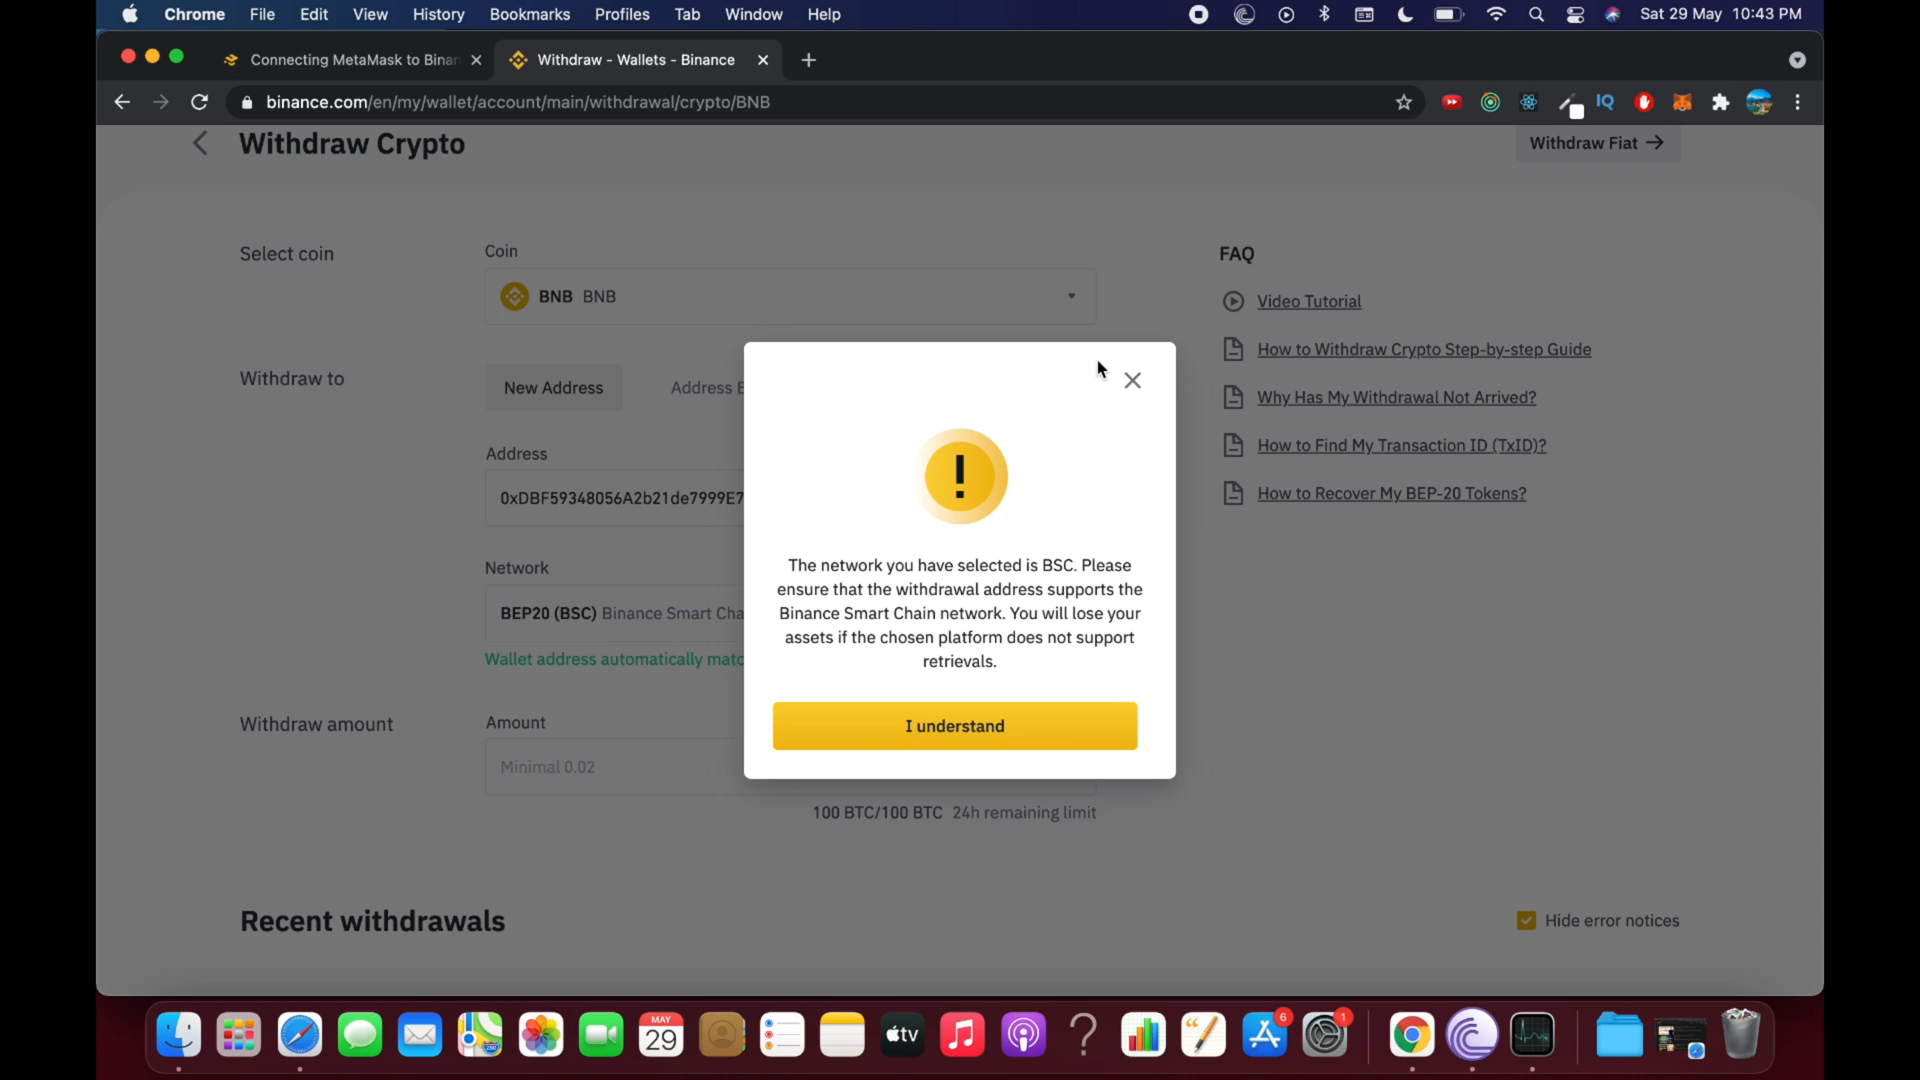 Chrome File Edit View History Bookmarks Profiles Tab Window Help Sat 29 May 10:43 PM
Connecting MetaMask to Binan Withdraw - Wallets - Binance
binance.com/en/my/wallet/account/main/withdrawal/crypto/BNB IQ
Withdraw Crypto Withdraw Fiat →
Select coin Coin FAQ
BNB BNB
Video Tutorial
How to Withdraw Crypto Step-by-step Guide
Withdraw to New Address Address
Why Has My Withdrawal Not Arrived?
How to Find My Transaction ID (TxID)?
Address
0xDBF59348056A2b21de7999E7
How to Recover My BEP-20 Tokens?
!
Network
BEP20 (BSC) Binance Smart Cha
Wallet address automatically matc
The network you have selected is BSC. Please
ensure that the withdrawal address supports the
Binance Smart Chain network. You will lose your
assets if the chosen platform does not support
retrievals.
I understand
Withdraw amount Amount
Minimal 0.02
100 BTC/100 BTC 24h remaining limit
Recent withdrawals Hide error notices
MAY
29
tv
6
1